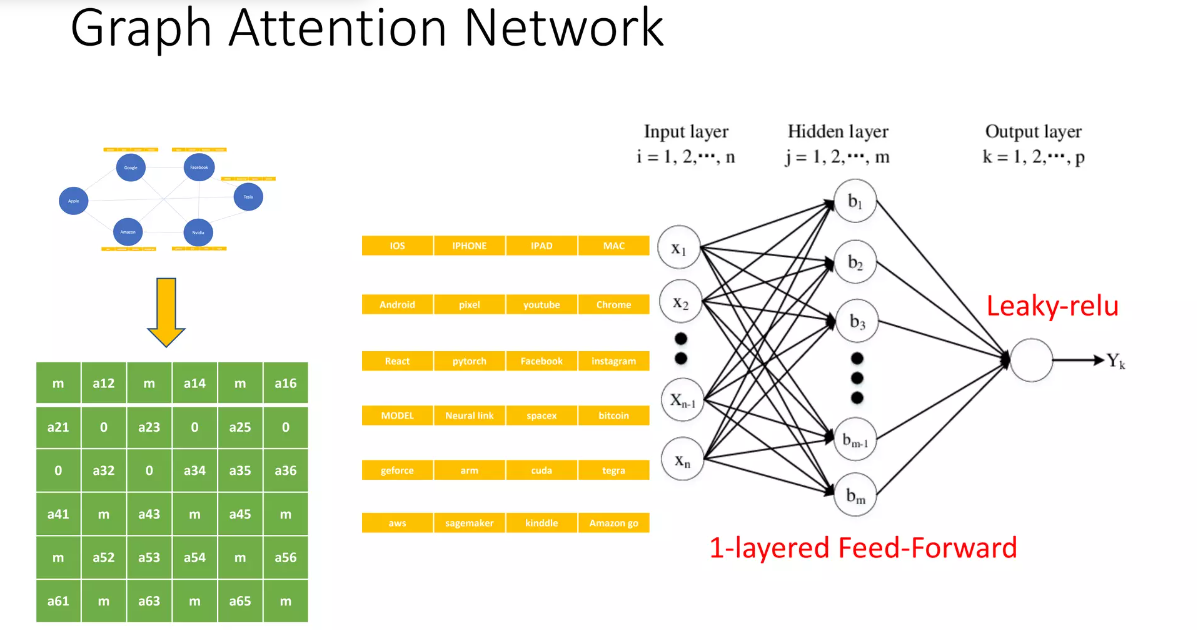 Graph Attention Network
Input layer
i = 1, 2,···, n
Hidden layer
j = 1, 2,···, m
Output layer
k = 1, 2,···, p
Google
Facebook
Tesla
Apple
Amazon
Nvidia
IOS IPHONE IPAD MAC
Android pixel youtube Chrome
React pytorch Facebook Instagram
MODEL Neural link spacex bitcoin
geforce arm cuda tegra
aws sagemaker kinddle Amazon go
x1
x2
Xn-1
Xn
b1
b2
b3
bm-1
bm
Leaky-relu
Yk
1-layered Feed-Forward
m a12 m a14 m a16
a21 0 a23 0 a25 0
0 a32 0 a34 a35 a36
a41 m a43 m a45 m
m a52 a53 a54 m a56
a61 m a63 m a65 m